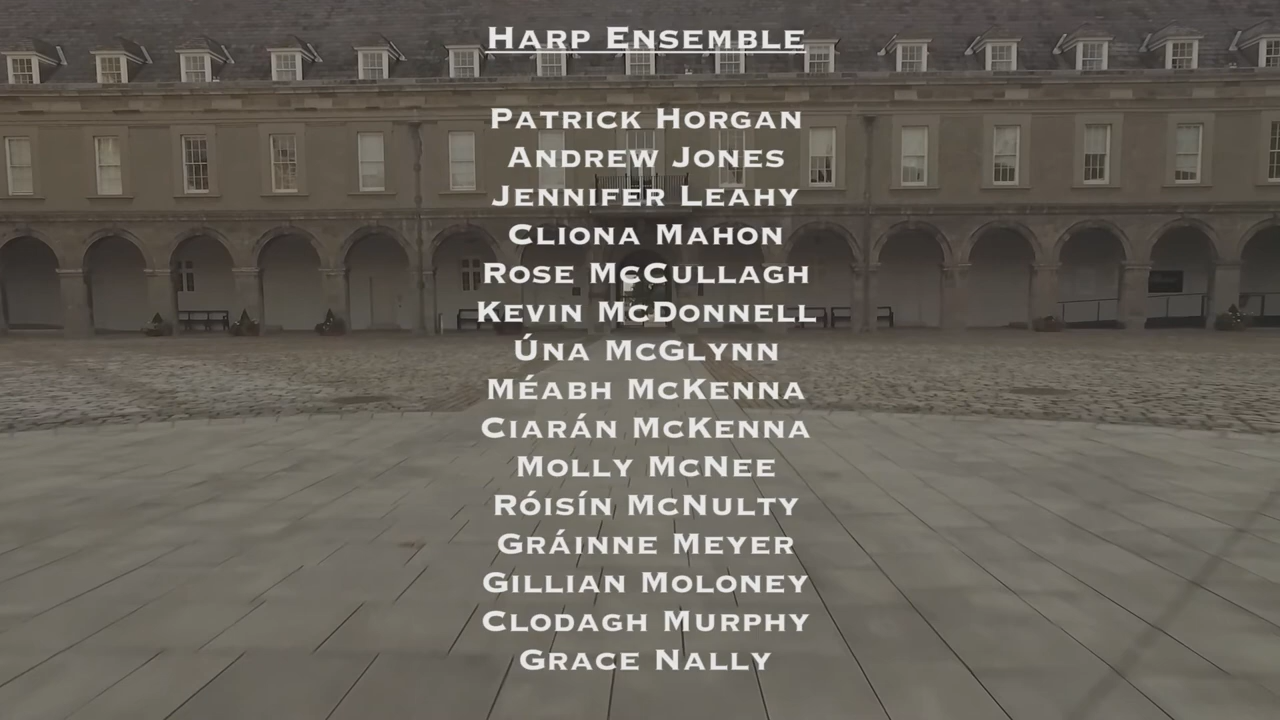 HARP ENSEMBLE
PATRICK HORGAN
ANDREW JONES
JENNIFER LEAHY
CLIONA MAHON
ROSE MCCULLAGH
KEVIN MCDONNELL
ÚNA MCGLYNN
MÉABH MCKENNA
CIARÁN MCKENNA
MOLLY MCNEE
RÓISÍN MCNULTY
GRÁINNE MEYER
GILLIAN MOLONEY
CLODAGH MURPHY
GRACE NALLY